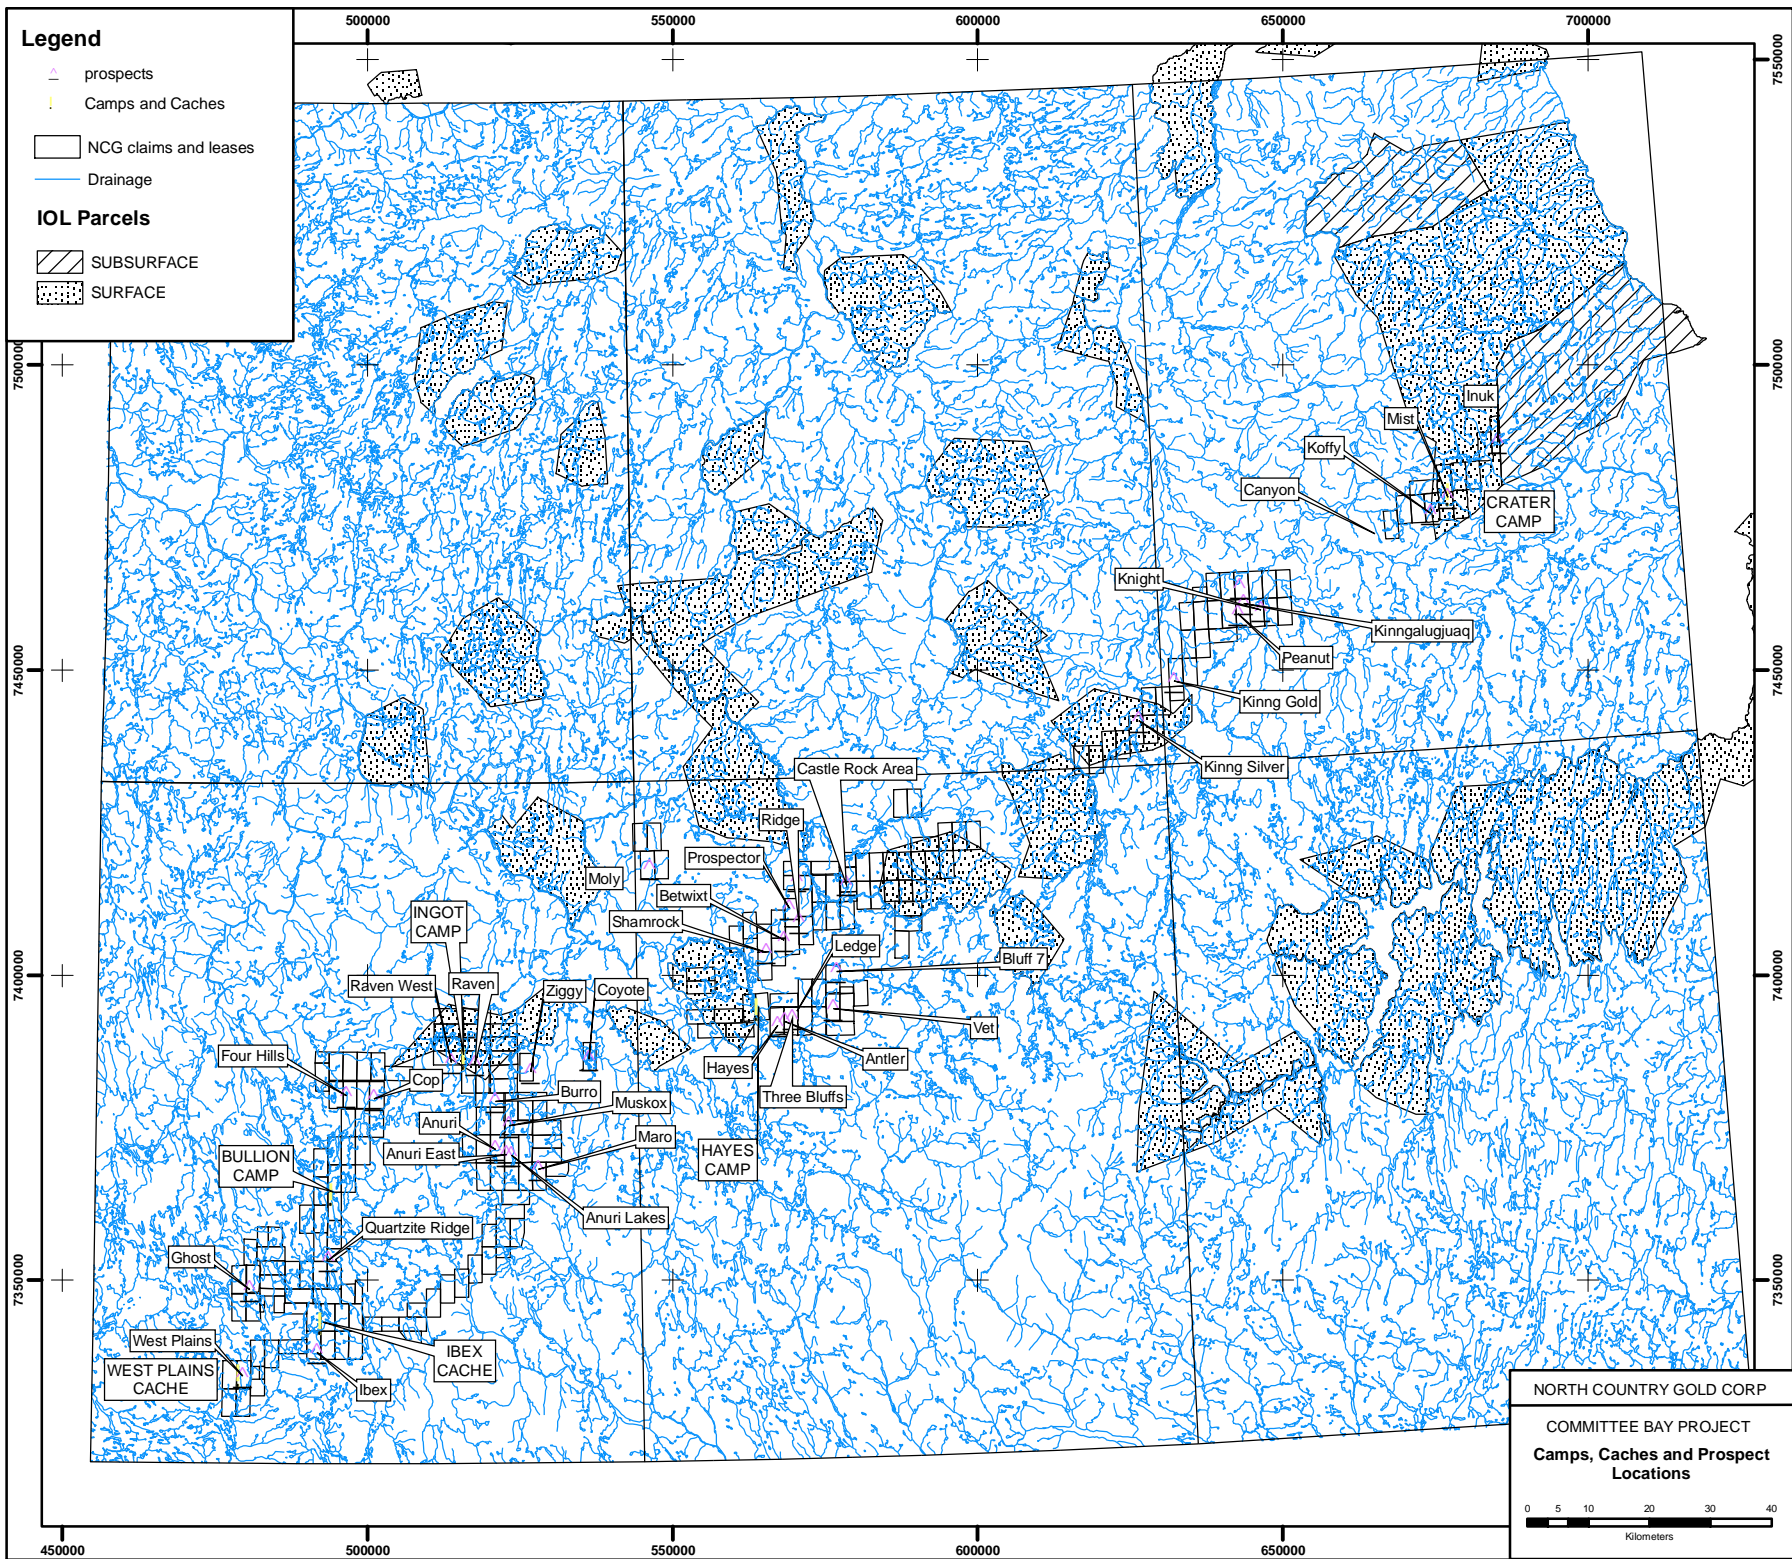 500000
550000
600000
650000
700000
Legend
prospects
Camps and Caches
NCG claims and leases
Drainage
IOL Parcels
SUBSURFACE
SURFACE
7550000
7500000
7500000
Inuk
Mist
Koffy
Canyon
CRATER
CAMP
Knight
Kinngalugjuaq
Peanut
7450000
7450000
Kinng Gold
Kinng Silver
Castle Rock Area
Ridge
Prospector
Moly
Betwixt
INGOT
CAMP
Shamrock
Ledge
Bluff 7
7400000
7400000
Raven West
Raven
Ziggy
Coyote
Vet
Four Hills
Antler
Hayes
Cop
Burro
Three Bluffs
Muskox
Anuri
Maro
Anuri East
HAYES
CAMP
BULLION
CAMP
Anuri Lakes
Quartzite Ridge
Ghost
7350000
7350000
West Plains
WEST PLAINS
CACHE
IBEX
CACHE
Ibex
NORTH COUNTRY GOLD CORP
COMMITTEE BAY PROJECT
Camps, Caches and Prospect
Locations
0 5 10 20 30 40
Kilometers
450000
500000
550000
600000
650000